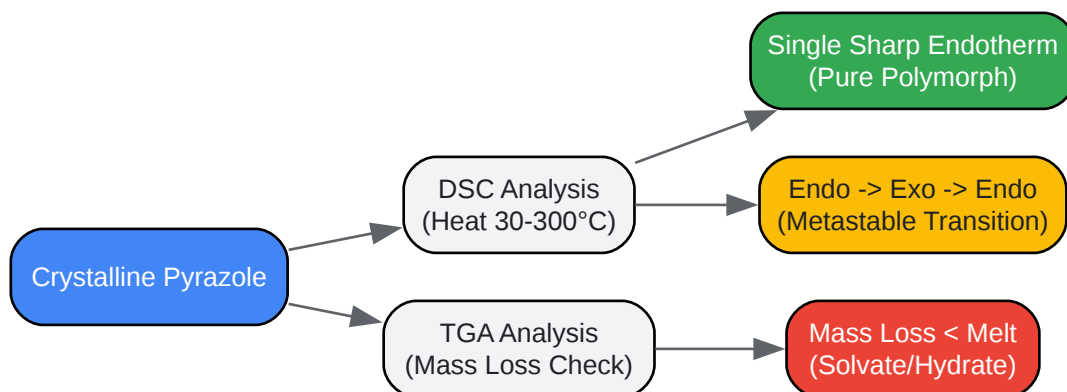 Single Sharp Endotherm
(Pure Polymorph)
DSC Analysis
(Heat 30-300°C)
Endo -> Exo -> Endo
(Metastable Transition)
Crystalline Pyrazole
TGA Analysis
(Mass Loss Check)
Mass Loss < Melt
(Solvate/Hydrate)